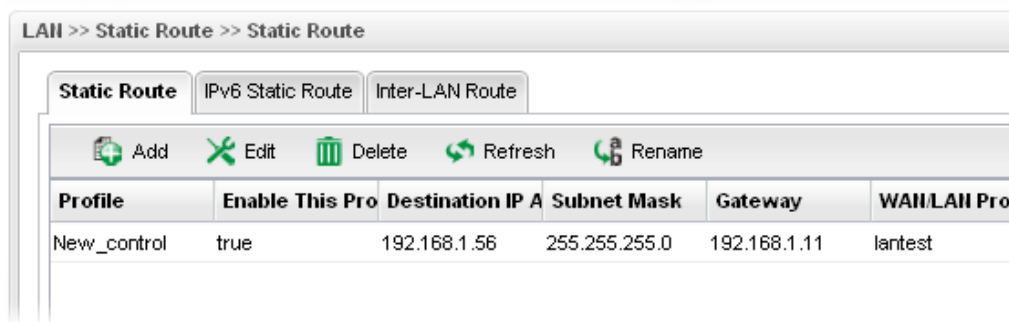 LAN >> Static Route >> Static Route
Static Route IPv6 Static Route Inter-LAN Route
Add Edit Delete Refresh Rename
Profile Enable This Pro Destination IP A Subnet Mask Gateway WAN/LAN Pro
New_control true 192.168.1.56 255.255.255.0 192.168.1.11 lantest